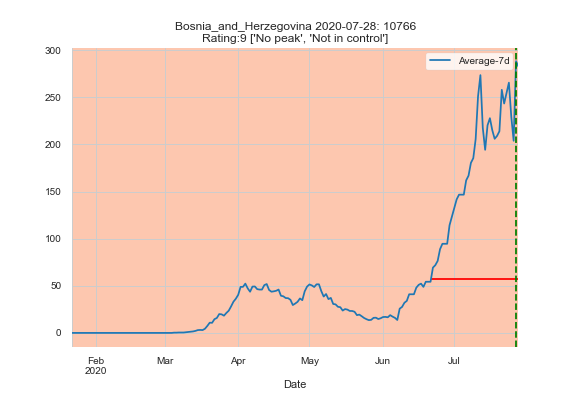 Bosnia_and_Herzegovina 2020-07-28: 10766
Rating:9 ['No peak', 'Not in control']
Average-7d
300
250
200
150
100
50
0
Feb
2020
Mar
Apr
May
Jun
Jul
Date